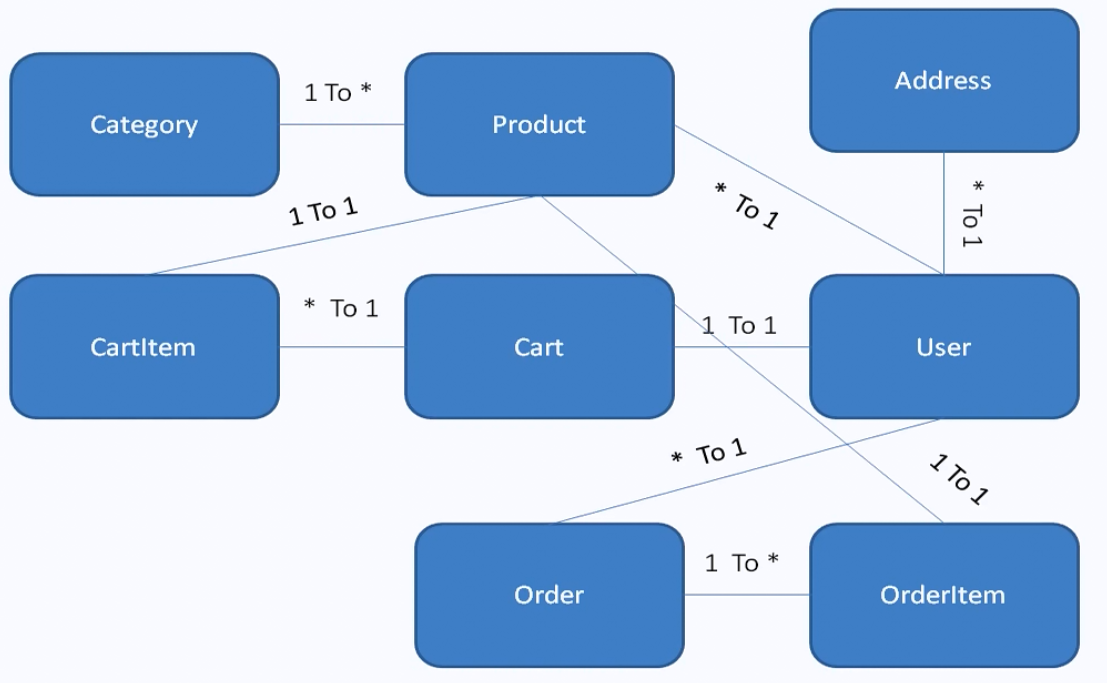 Address
Category
1 To *
Product
* To 1
* To 1
1 To 1
CartItem
* To 1
Cart
1 To 1
User
* To 1
1 To 1
Order
1 To *
OrderItem